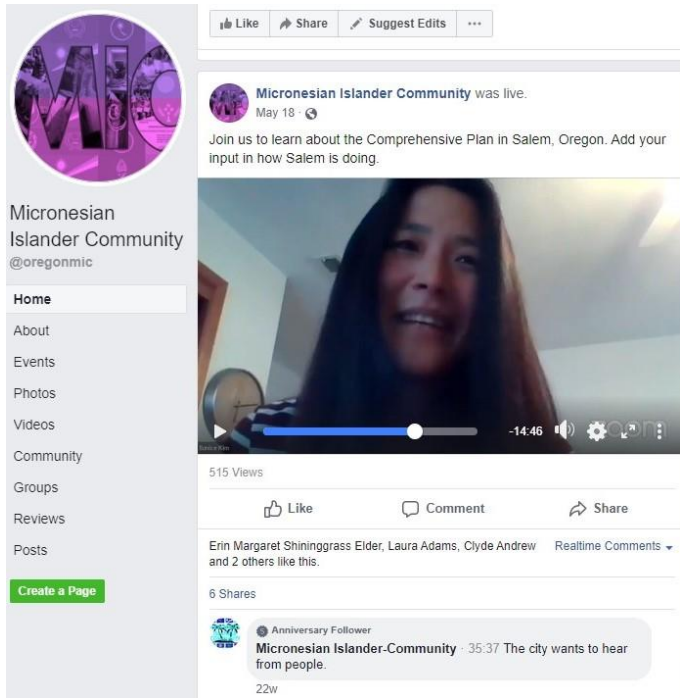 Like Share Suggest Edits ...
MIC
Micronesian Islander Community was live.
May 18 ·
Join us to learn about the Comprehensive Plan in Salem, Oregon. Add your
input in how Salem is doing.
Micronesian
Islander Community
@oregonmic
Home
About
Events
Photos
Videos
Community
Groups
Reviews
Posts
Create a Page
-14:46
zoom
Eunice Kim
515 Views
Like Comment Share
Erin Margaret Shininggrass Elder, Laura Adams, Clyde Andrew
and 2 others like this.
Realtime Comments
6 Shares
Anniversary Follower
Micronesian Islander-Community · 35:37 The city wants to hear
from people.
22w